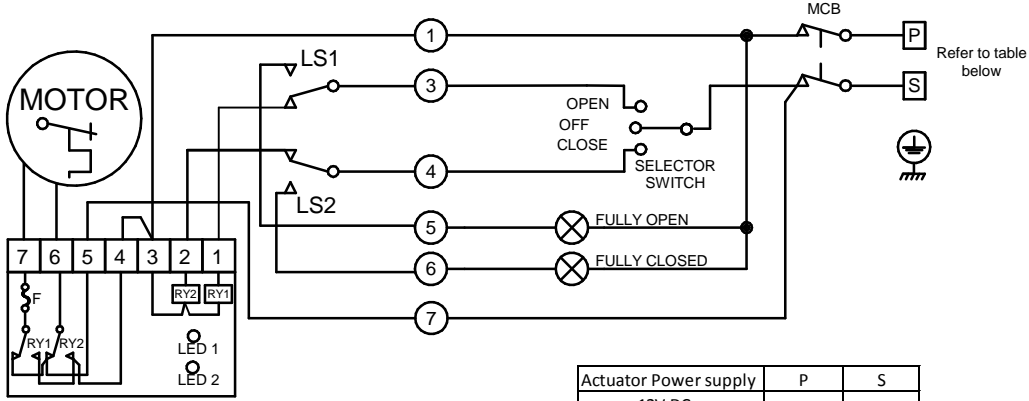 MCB
1
P
Refer to table
below
LS1
3
S
MOTOR
OPEN
OFF
CLOSE
SELECTOR
SWITCH
4
LS2
5
FULLY OPEN
6
FULLY CLOSED
7 6 5 4 3 2 1
F
RY2 RY1
7
RY1 RY2
LED 1
LED 2
Actuator Power supply P S
12V DC